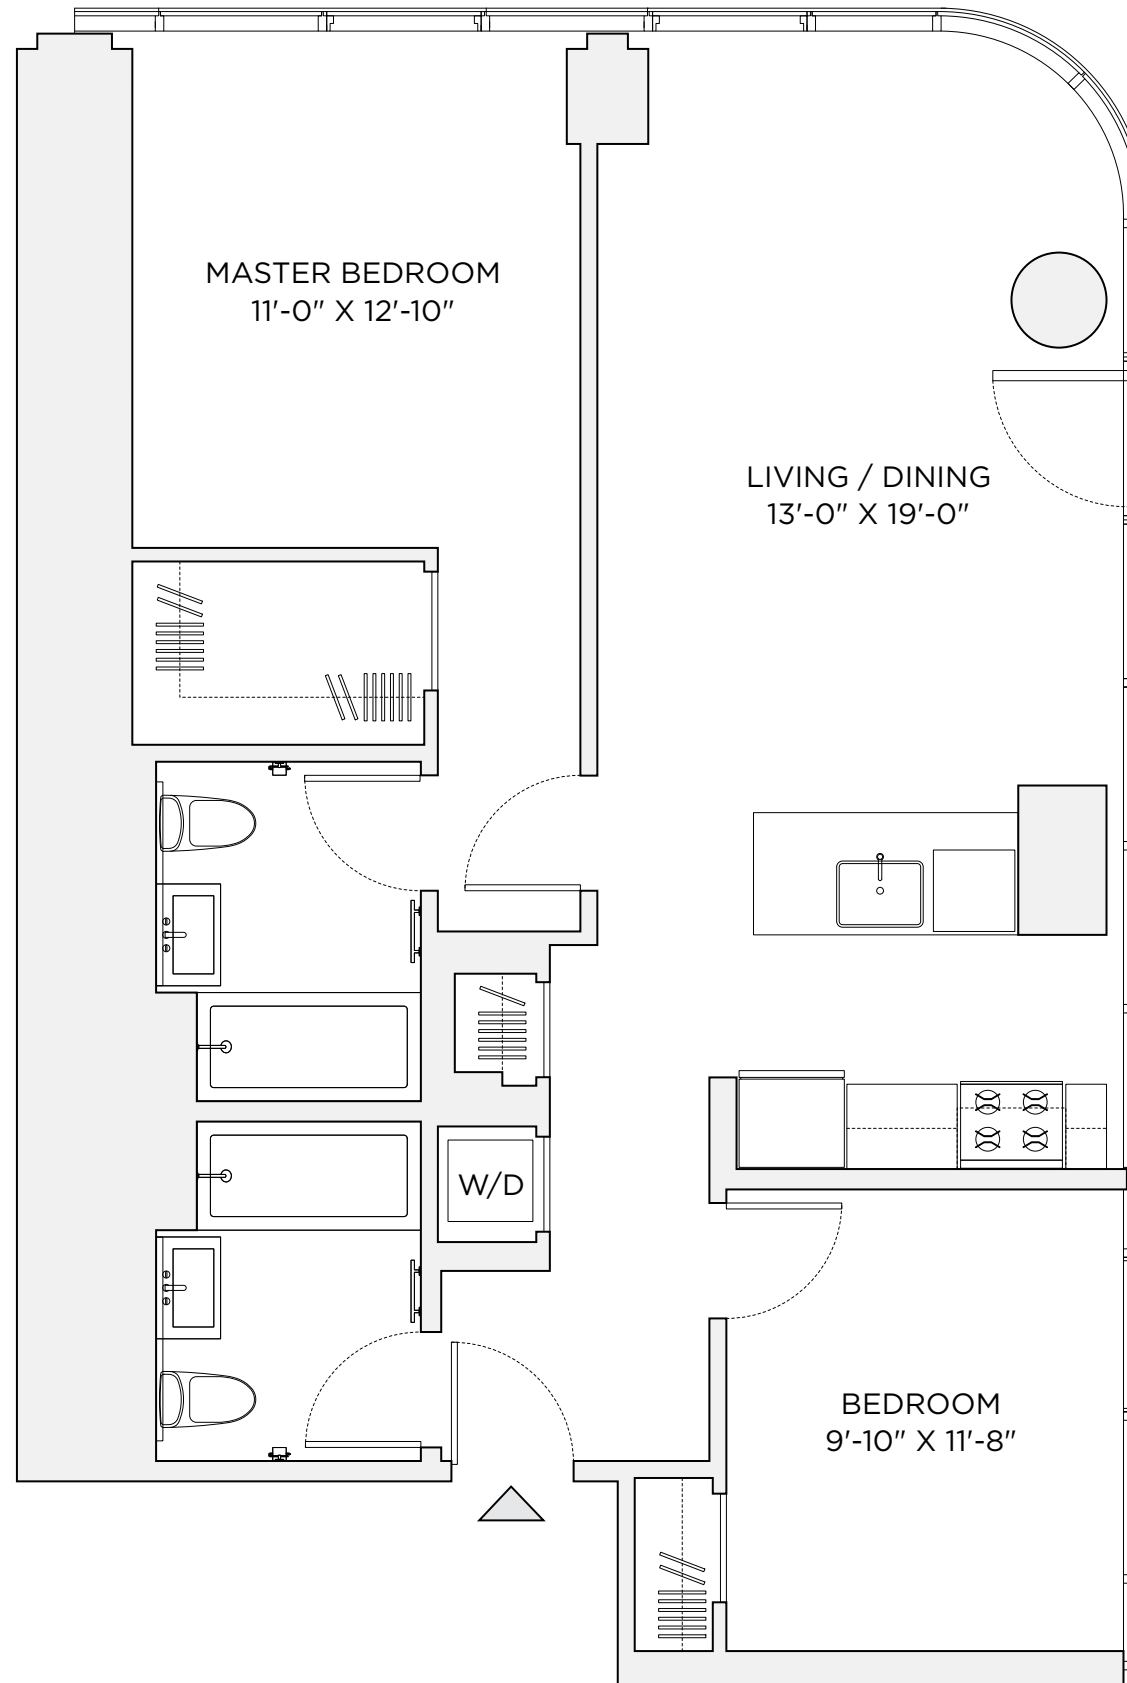 MASTER BEDROOM
11'-0" X 12'-10"
LIVING / DINING
13'-0" X 19'-0"
W/D
BEDROOM
9'-10" X 11'-8"